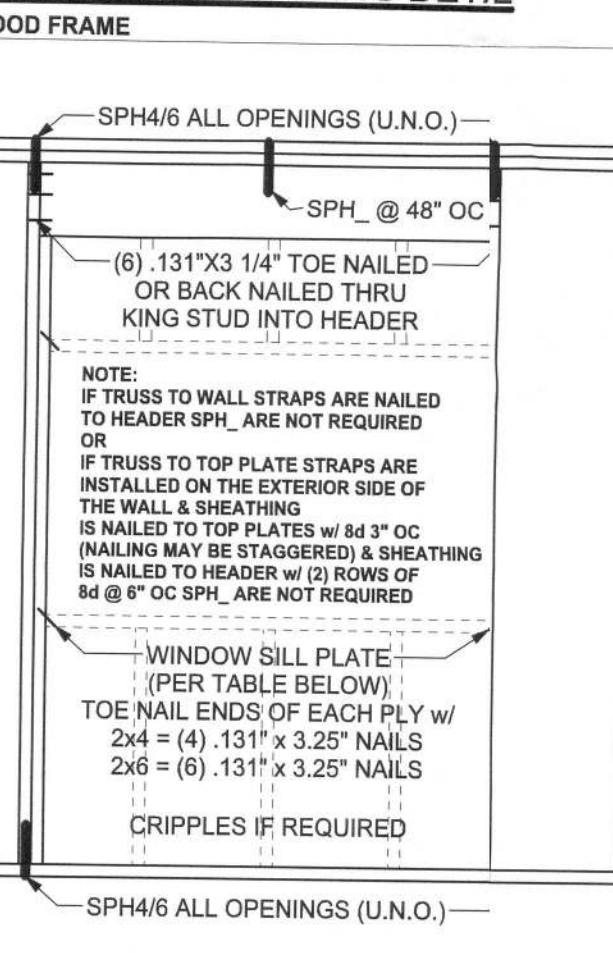 OOD FRAME
SPH4/6 ALL OPENINGS (U.N.O.)
SPH_ @ 48" OC
(6) .131"X3 1/4" TOE NAILED
OR BACK NAILED THRU
KING STUD INTO HEADER
NOTE:
IF TRUSS TO WALL STRAPS ARE NAILED
TO HEADER SPH_ ARE NOT REQUIRED
OR
IF TRUSS TO TOP PLATE STRAPS ARE
INSTALLED ON THE EXTERIOR SIDE OF
THE WALL & SHEATHING
IS NAILED TO TOP PLATES w/ 8d 3" OC
(NAILING MAY BE STAGGERED) & SHEATHING
IS NAILED TO HEADER w/ (2) ROWS OF
8d @ 6" OC SPH_ ARE NOT REQUIRED
WINDOW SILL PLATE
(PER TABLE BELOW)
TOE NAIL ENDS OF EACH PLY w/
2x4 = (4) .131" x 3.25" NAILS
2x6 = (6) .131" x 3.25" NAILS
CRIPPLES IF REQUIRED
SPH4/6 ALL OPENINGS (U.N.O.)